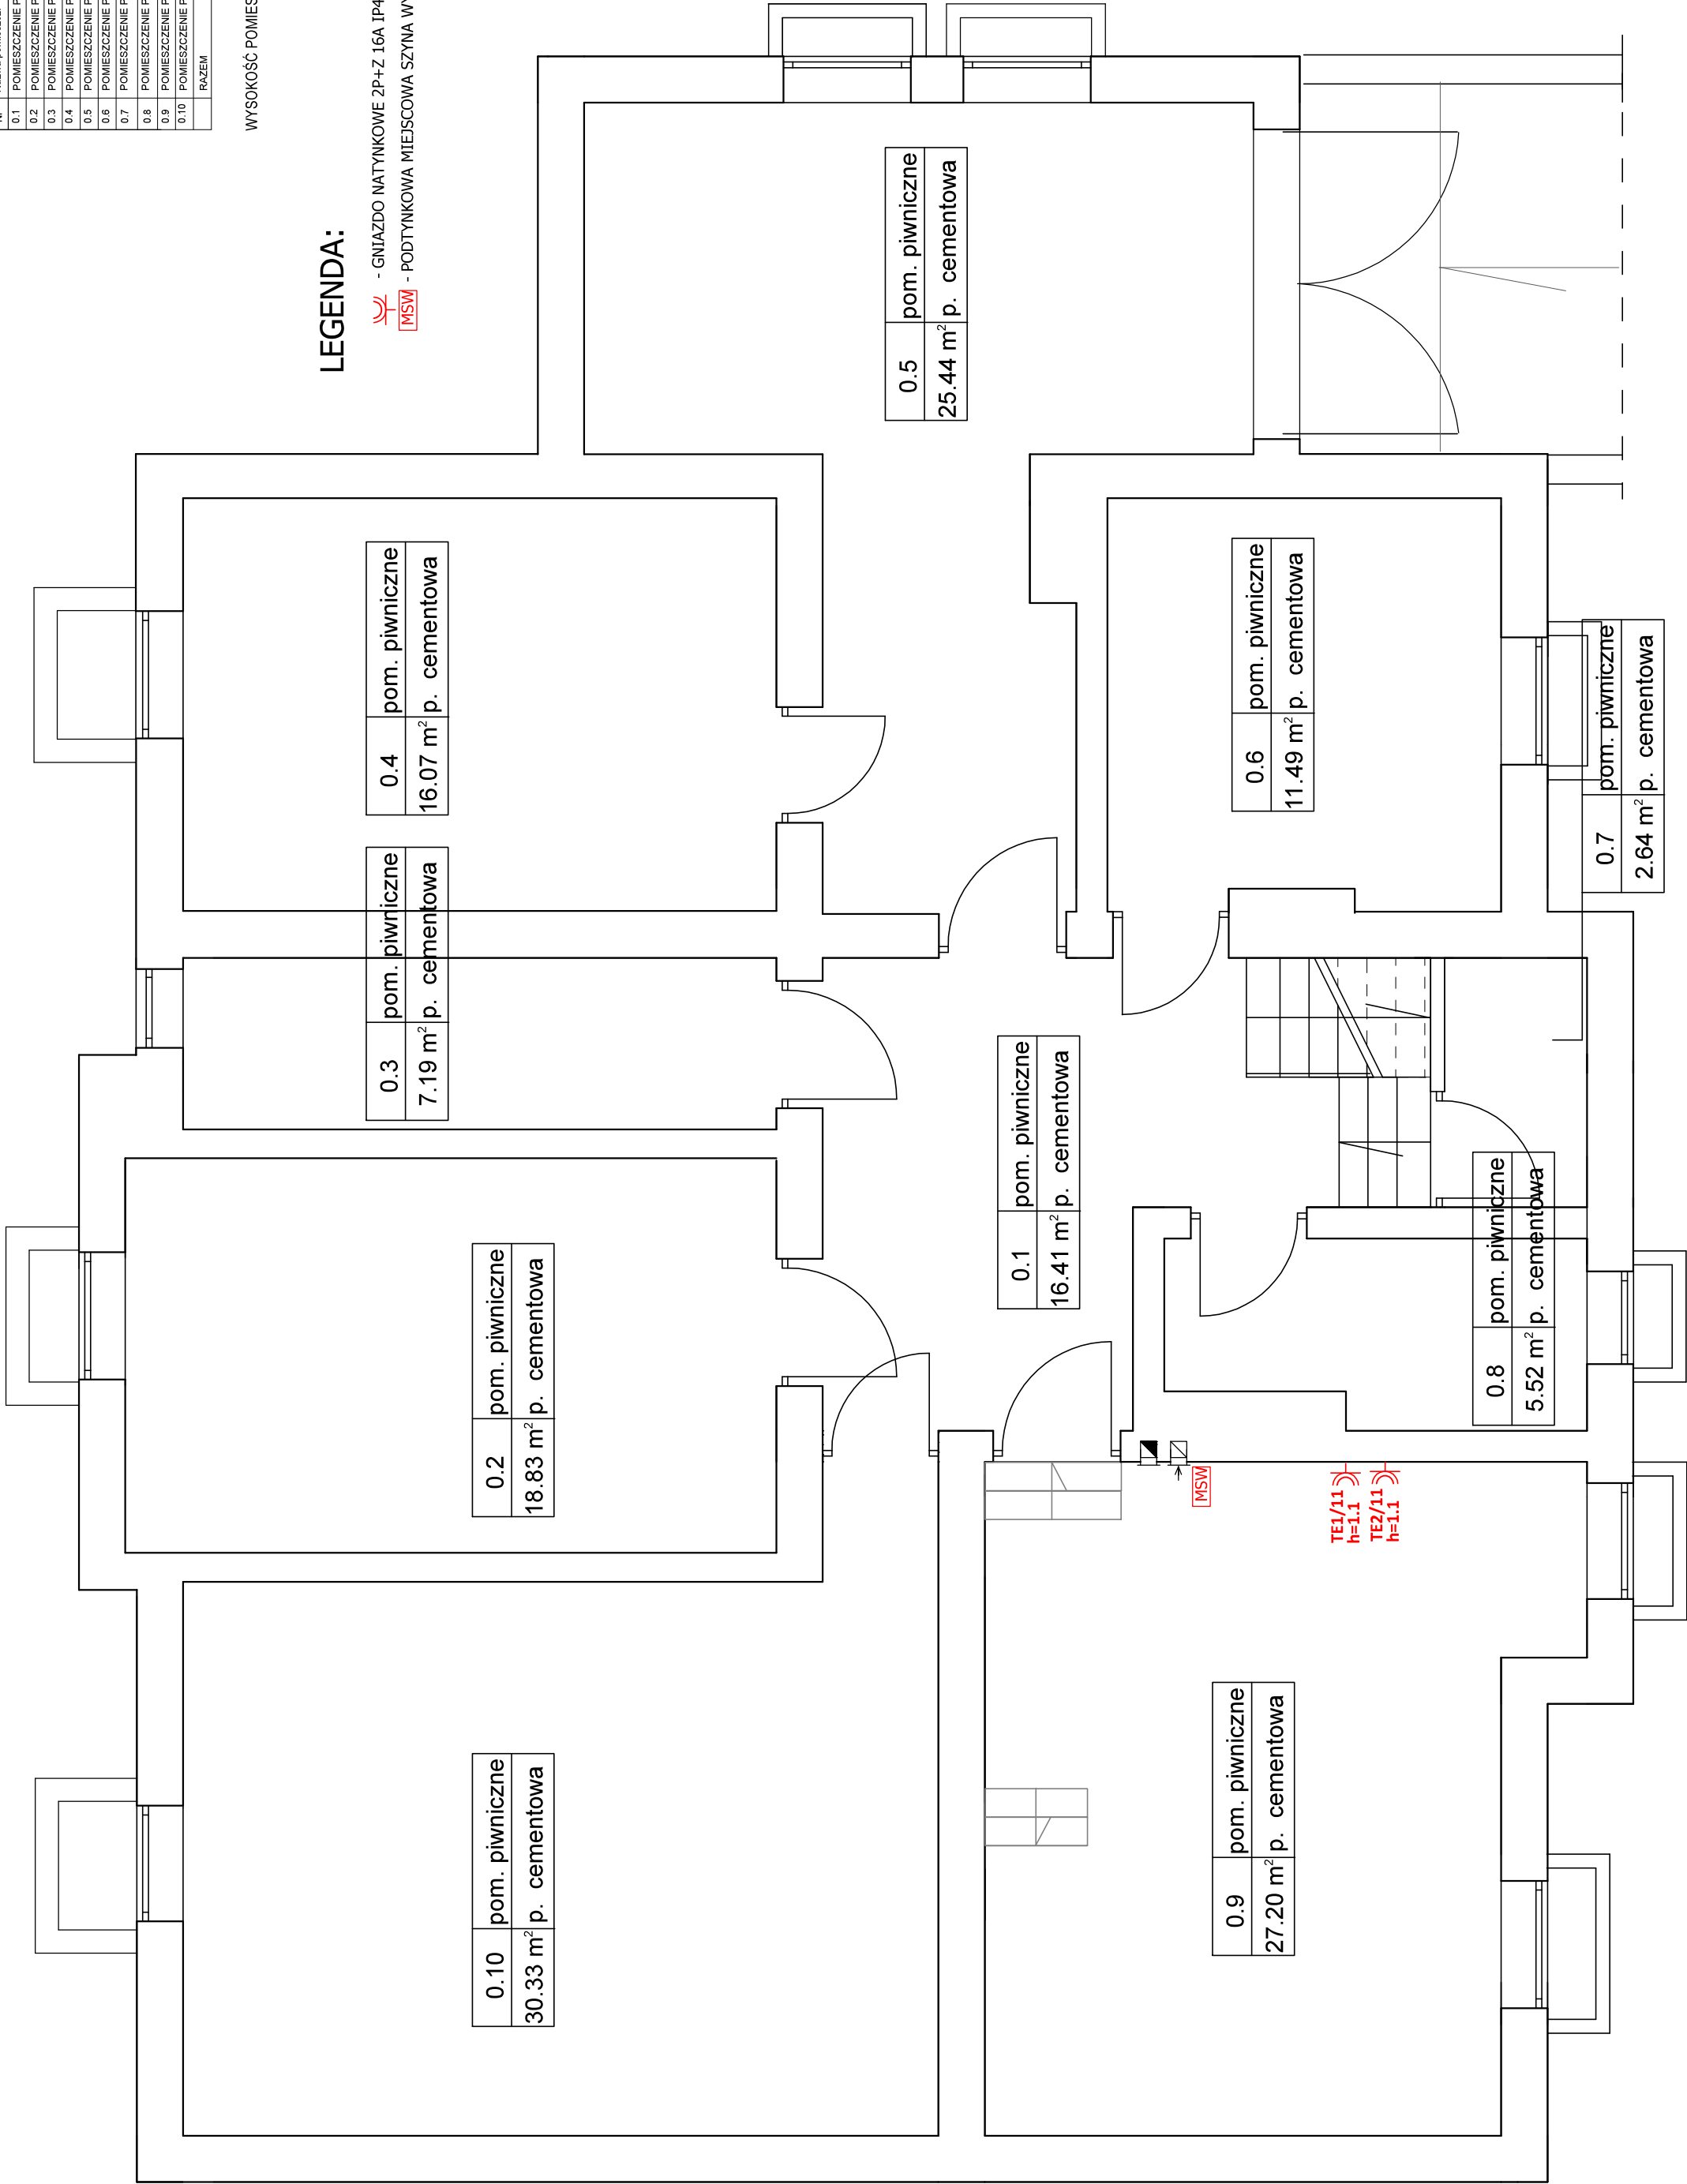 0.1 POMIESZCZENIE P
0.2 POMIESZCZENIE P
0.3 POMIESZCZENIE P
0.4 POMIESZCZENIE P
0.5 POMIESZCZENIE P
0.6 POMIESZCZENIE P
0.7 POMIESZCZENIE P
0.8 POMIESZCZENIE P
0.9 POMIESZCZENIE P
0.10 POMIESZCZENIE P
RAZEM
WYSOKOŚĆ POMIES
LEGENDA:
- GNIAZDO NATYNKOWE 2P+Z 16A IP4
MSW - PODTYNKOWA MIEJSCOWA SZYNA WY
0.10 pom. piwniczne
30.33 m² p. cementowa
0.2 pom. piwniczne
18.83 m² p. cementowa
0.3 pom. piwniczne
7.19 m² p. cementowa
0.4 pom. piwniczne
16.07 m² p. cementowa
0.5 pom. piwniczne
25.44 m² p. cementowa
0.1 pom. piwniczne
16.41 m² p. cementowa
0.6 pom. piwniczne
11.49 m² p. cementowa
0.9 pom. piwniczne
27.20 m² p. cementowa
MSW
TE1/11
h=1.1
TE2/11
h=1.1
0.8 pom. piwniczne
5.52 m² p. cementowa
0.7 pom. piwniczne
2.64 m² p. cementowa